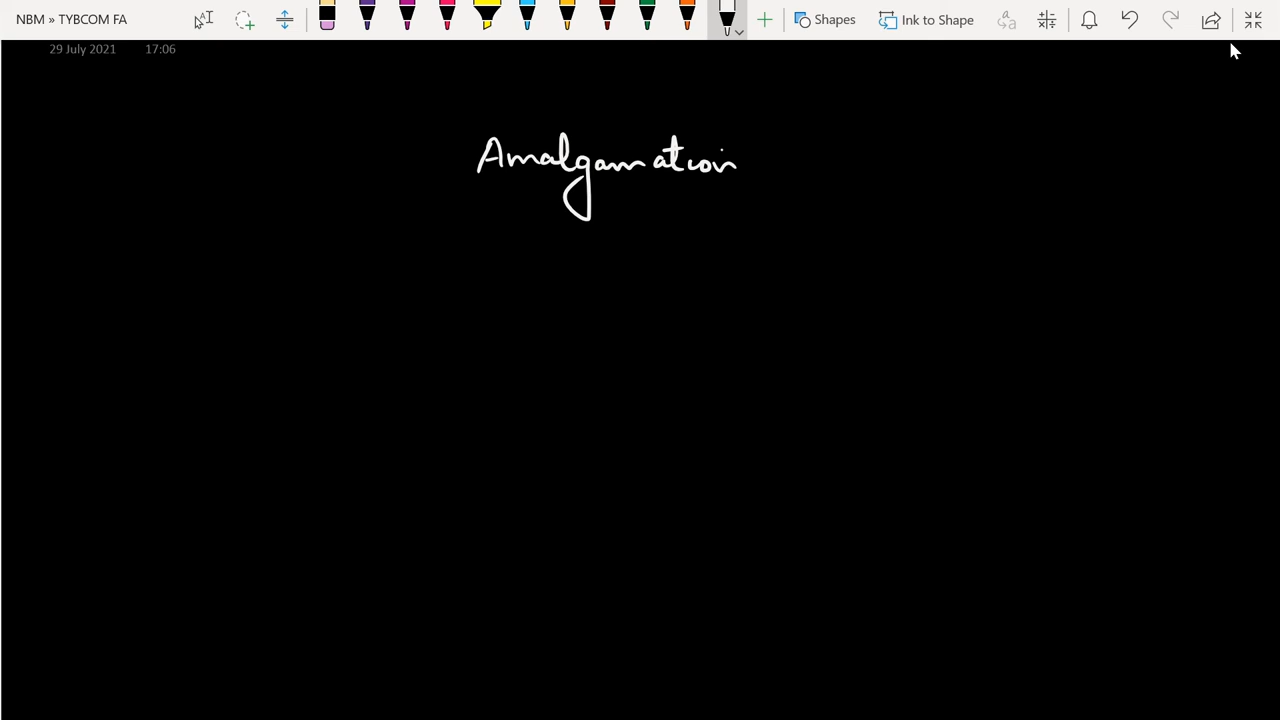 NBM » TYBCOM FA
Shapes
Ink to Shape
29 July 2021 17:06
Amalgamation